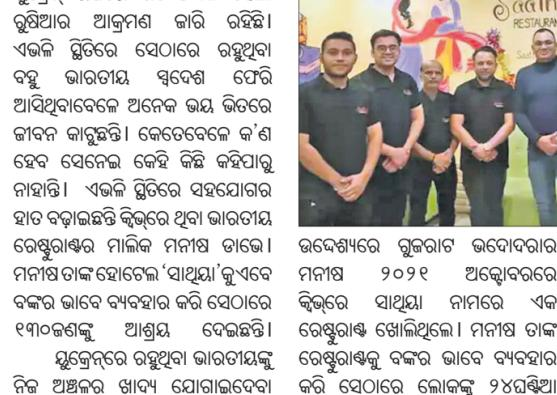 ରୁଷିଆର ଆକ୍ରମଣ ଜାରି ରହିଛି।
ଏଭଳି ସ୍ଥିତିରେ ସେଠାରେ ରହୁଥିବା
ବହୁ ଭାରତୀୟ ସ୍ୱଦେଶ ଫେରି
ଆସିଥିବାବେଳେ ଅନେକ ଭୟ ଭିତରେ
ଜୀବନ କାଟୁଛନ୍ତି। କେତେବେଳେ କ'ଣ
ହେବ ସେନେଇ କେହି କିଛି କହିପାରୁ
ନାହାନ୍ତି। ଏଭଳି ସ୍ଥିତିରେ ସହଯୋଗର
ହାତ ବଢ଼ାଇଛନ୍ତି କ୍ୱିଭ୍‌ରେ ଥିବା ଭାରତୀୟ
ରେଷ୍ଟୁରାଣ୍ଟର ମାଲିକ ମନୀଷ ଡାଭେ।
ମନୀଷ ତାଙ୍କ ହୋଟେଲ 'ସାଥିୟା'କୁ ଏବେ
ବଙ୍କର ଭାବେ ବ୍ୟବହାର କରି ସେଠାରେ
୧୩୦ଜଣଙ୍କୁ ଆଶ୍ରୟ ଦେଇଛନ୍ତି।
ୟୁକ୍ରେନ୍‌ରେ ରହୁଥିବା ଭାରତୀୟଙ୍କୁ
ନିଜ ଅଞ୍ଚଳର ଖାଦ୍ୟ ଯୋଗାଇଦେବା
RESTAURAN
ଉଦ୍ଦେଶ୍ୟରେ ଗୁଜରାଟ ଭଦୋଦରାର
ମନୀଷ ୨୦୨୧ ଅକ୍ଟୋବରରେ
କ୍ୱିଭ୍‌ରେ ସାଥିୟା ନାମରେ ଏକ
ରେଷ୍ଟୁରାଣ୍ଟ ଖୋଲିଥିଲେ। ମନୀଷ ତାଙ୍କ
ରେଷ୍ଟୁରାଣ୍ଟକୁ ବଙ୍କର ଭାବେ ବ୍ୟବହାର
କରି ସେଠାରେ ଲୋକଙ୍କୁ ୨୪ଘଣ୍ଟିଆ